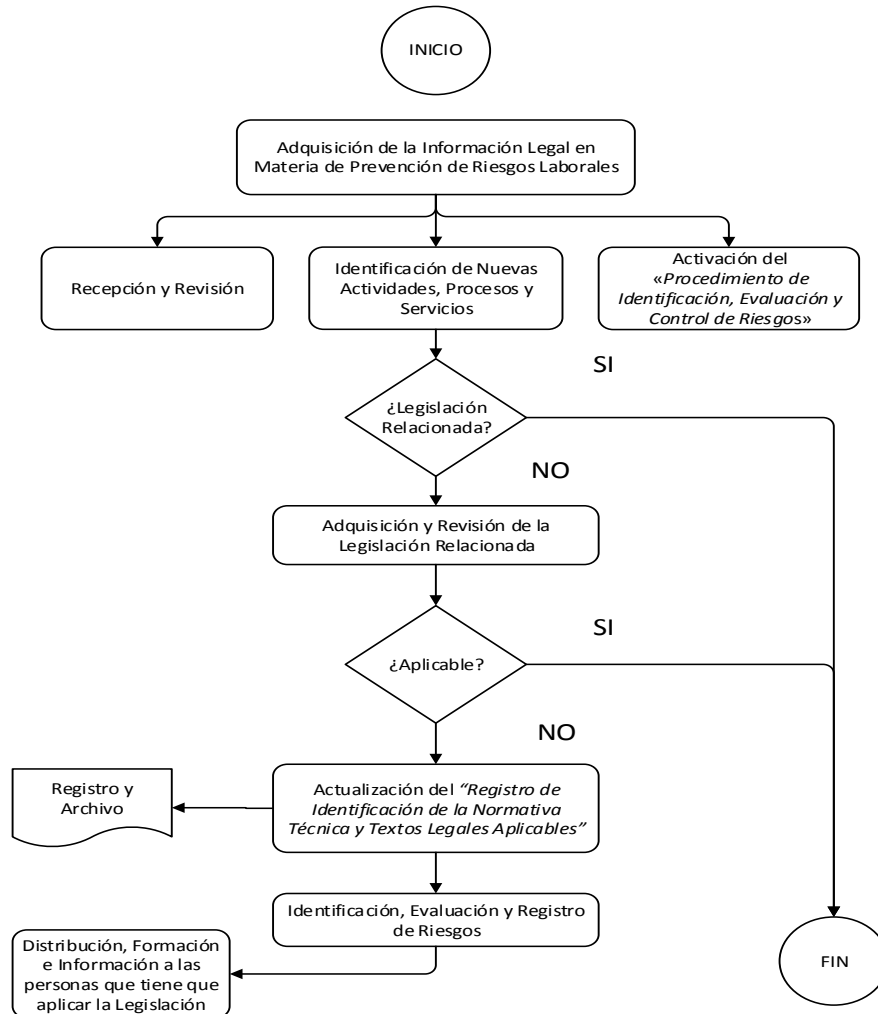 INICIO
Adquisición de la Información Legal en
Materia de Prevención de Riesgos Laborales
Recepción y Revisión
Identificación de Nuevas
Actividades, Procesos y
Servicios
Activación del
«Procedimiento de
Identificación, Evaluación y
Control de Riesgos»
SI
¿Legislación
Relacionada?
NO
Adquisición y Revisión de la
Legislación Relacionada
SI
¿Aplicable?
NO
Registro y
Archivo
Actualización del “Registro de
Identificación de la Normativa
Técnica y Textos Legales Aplicables”
Identificación, Evaluación y Registro
de Riesgos
Distribución, Formación
e Información a las
personas que tiene que
aplicar la Legislación
FIN